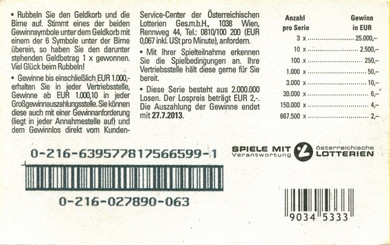 • Rubbeln Sie den Geldkorb und die
Birne auf. Stimmt eines der beiden
Gewinnsymbole unter dem Geldkorb mit
einem der 6 Symbole unter der Birne
überein, so haben Sie den darunter
stehenden Geldbetrag 1 x gewonnen.
Viel Glück beim Rubbeln!
• Gewinne bis einschließlich EUR 1.000,-
erhalten Sie in jeder Vertriebsstelle,
Gewinne ab EUR 1.000,10 in jeder
Großgewinnauszahlungsstelle. Sie können
diese auch mit einer Gewinnanforderung
(liegt in jeder Annahmestelle auf) und
dem Gewinnlos direkt vom Kunden-
Service-Center der Österreichischen
Lotterien Ges.m.b.H., 1038 Wien,
Rennweg 44, Tel.: 0810/100 200 (EUR
0,067 inkl. USt pro Minute), anfordern.
• Mit Ihrer Spielteilnahme erkennen
Sie die Spielbedingungen an. Ihre
Vertriebsstelle hält diese gerne für Sie
bereit.
• Diese Serie besteht aus 2.000.000
Losen. Der Lospreis beträgt EUR 2,-.
Die Auszahlung der Gewinne endet
mit 27.7.2013.
Anzahl Gewinn
pro Serie in EUR
3 x 25.000,-
10 x 2.500,-
100 x 250,-
1.000 x 50,-
3.000 x 10,-
30.000 x 6,-
150.000 x 4,-
667.500 x 2,-
0-216-639577817566599-1
0-216-027890-063
SPIELE MIT österreichische
Verantwortung LOTTERIEN
9034 5333